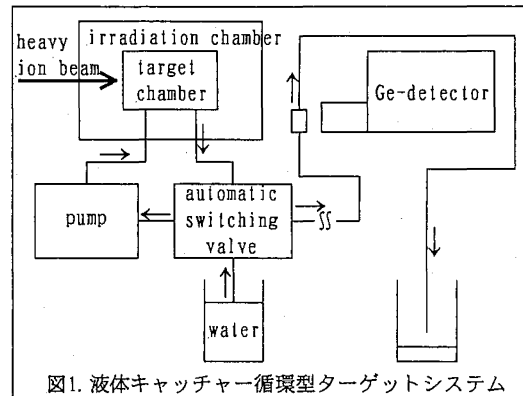 heavy
ion beam
irradiation chamber
target
chamber
Ge-detector
pump
automatic
switching
valve
water
図1. 液体キャッチャー循環型ターゲットシステム